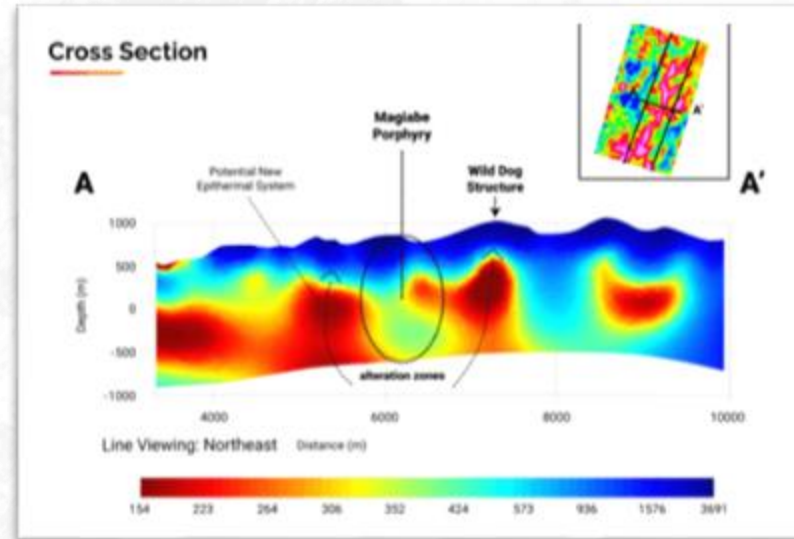 Cross Section
A'
Magiabe
Porphyry
Potential New
Epithermal System
Wild Dog
Structure
A
A'
1000
500
0
-500
-1000
Depth (m)
alteration zones
4000
6000
8000
10000
Line Viewing: Northeast
Distance (m)
154
223
264
306
352
424
573
936
1576
3691